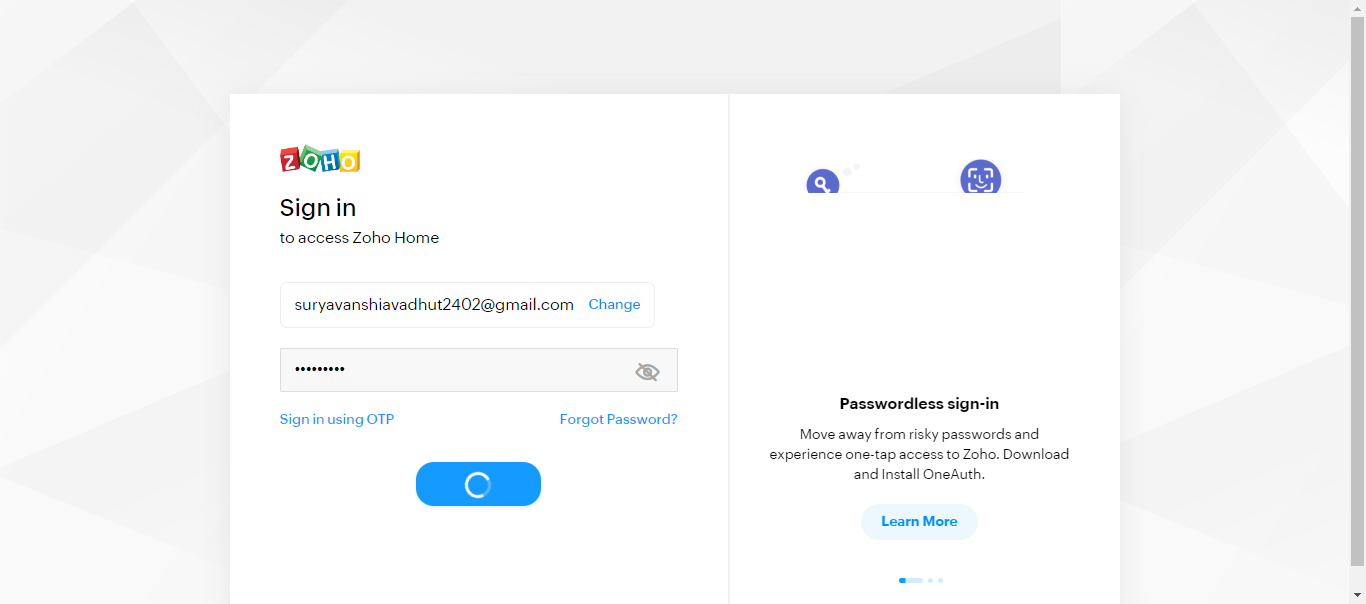 ZOHO
Sign in
to access Zoho Home
suryavanshiavadhut2402@gmail.com Change
•••••••••
Sign in using OTP Forgot Password?
Passwordless sign-in
Move away from risky passwords and
experience one-tap access to Zoho. Download
and Install OneAuth.
Learn More